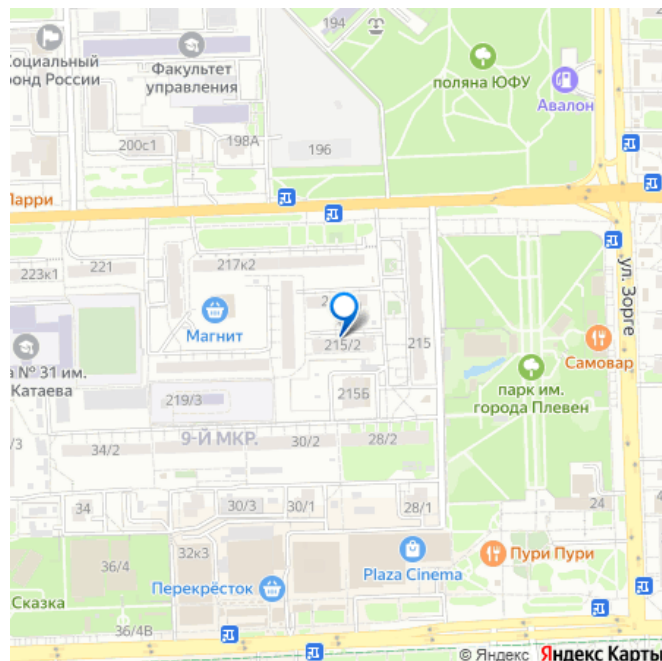 194
Социальный
фонд России
Факультет
управления
поляна ЮФУ
Авалон
200с1
198А
196
Парри
223к1
221
217к2
Магнит
215/2
215
ул. Зорге
Самовар
а № 31 им.
Катаева
219/3
215Б
парк им.
города Плевен
9-Й МКР.
/3
34/2
30/2
28/2
34
30/3
30/1
28/1
24
36/4
32к3
Перекрёсток
Plaza Cinema
Пури Пури
Сказка
36/4В
© Яндекс Яндекс Карты